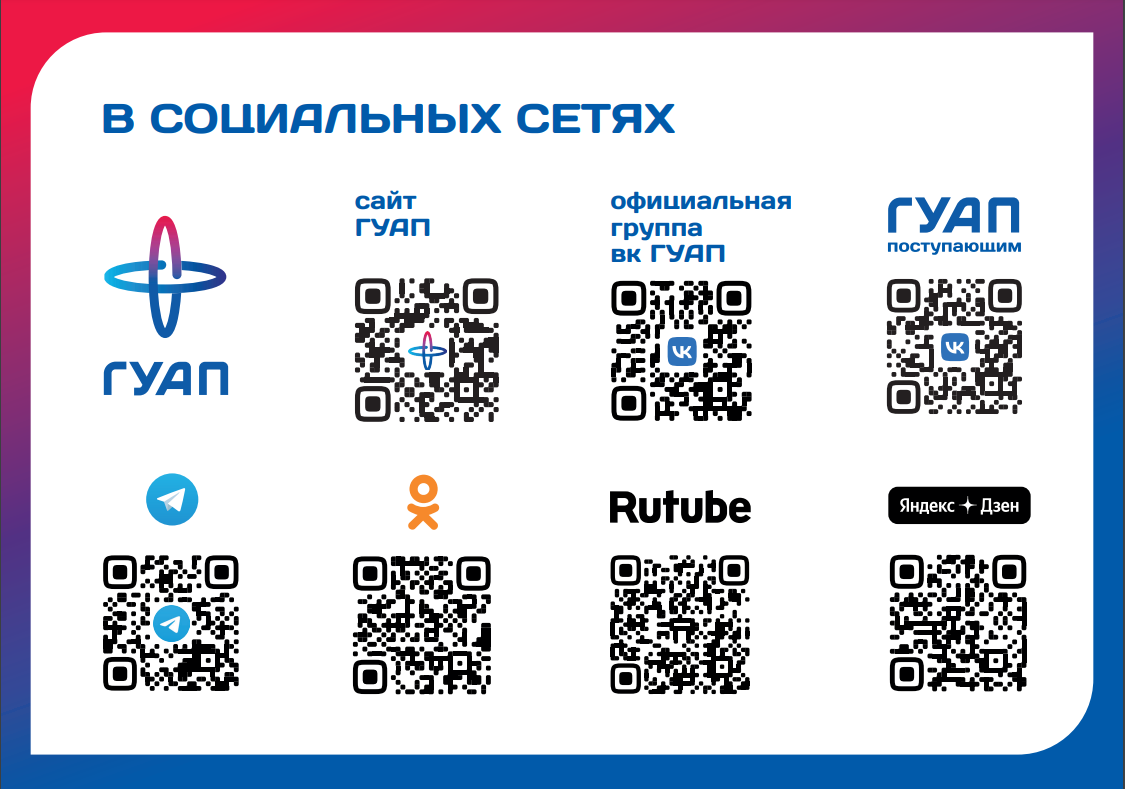 В СОЦИАЛЬНЫХ СЕТЯХ
ГУАП
сайт
ГУАП
официальная
группа
вк ГУАП
ГУАП
поступающим
Rutube
Яндекс Дзен